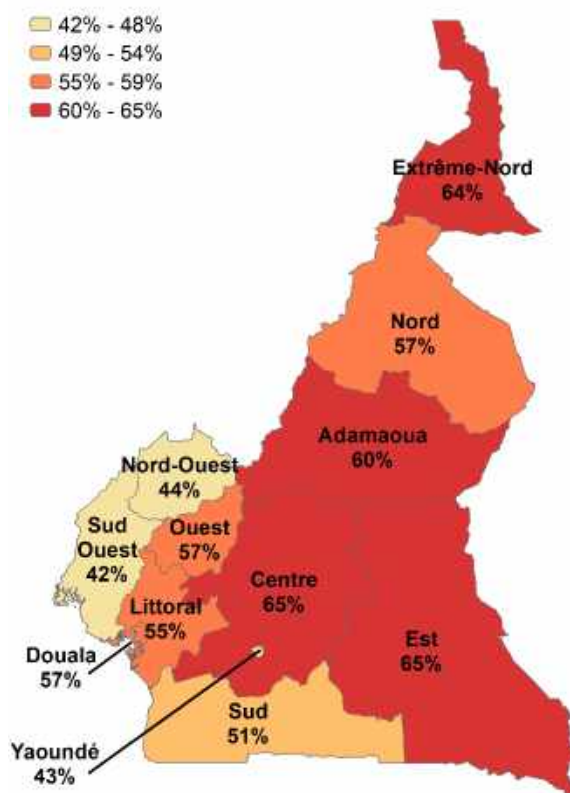 42% - 48%
49% - 54%
55% - 59%
60% - 65%
Extrême-Nord
64%
Nord
57%
Adamaoua
60%
Nord-Ouest
44%
Ouest
57%
Sud
Ouest
42%
Centre
65%
Littoral
55%
Est
65%
Douala
57%
Sud
51%
Yaoundé
43%